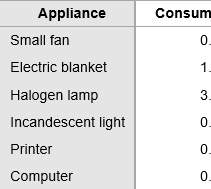 Appliance Consum
Small fan 0.
Electric blanket 1.
Halogen lamp 3.
Incandescent light 0.
Printer 0.
Computer 0.